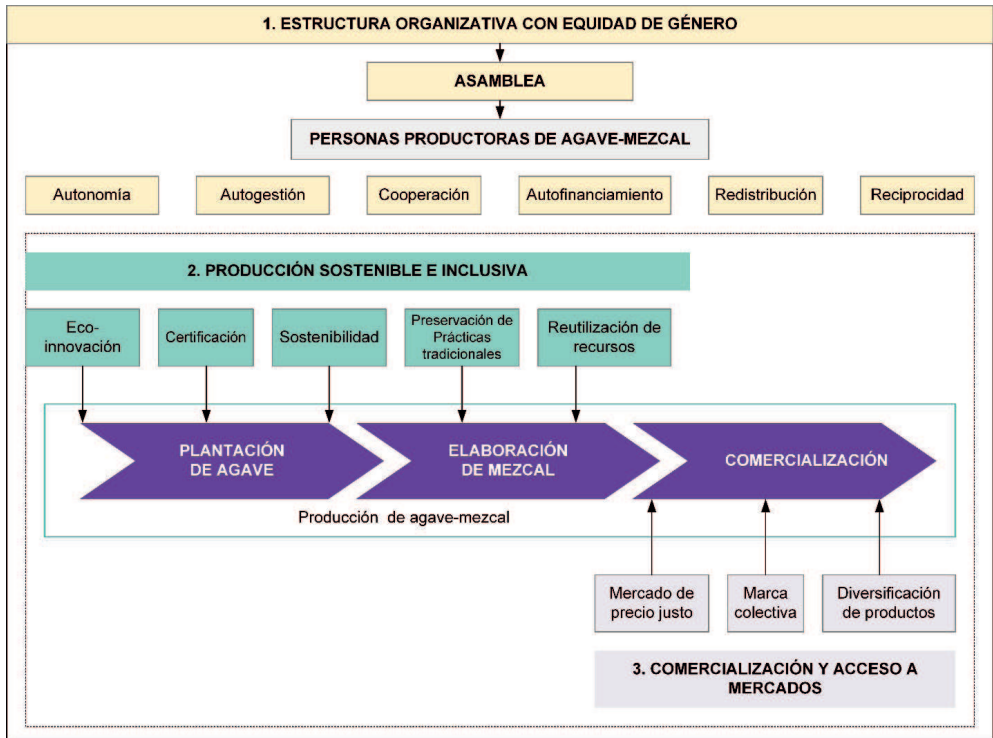 1. ESTRUCTURA ORGANIZATIVA CON EQUIDAD DE GÉNERO
ASAMBLEA
PERSONAS PRODUCTORAS DE AGAVE-MEZCAL
Autonomía
Autogestión
Cooperación
Autofinanciamiento
Redistribución
Reciprocidad
2. PRODUCCIÓN SOSTENIBLE E INCLUSIVA
Eco-
innovación
Certificación
Sostenibilidad
Preservación de
Prácticas
tradicionales
Reutilización de
recursos
PLANTACIÓN
DE AGAVE
ELABORACIÓN
DE MEZCAL
COMERCIALIZACIÓN
Producción de agave-mezcal
Mercado de
precio justo
Marca
colectiva
Diversificación
de productos
3. COMERCIALIZACIÓN Y ACCESO A
MERCADOS